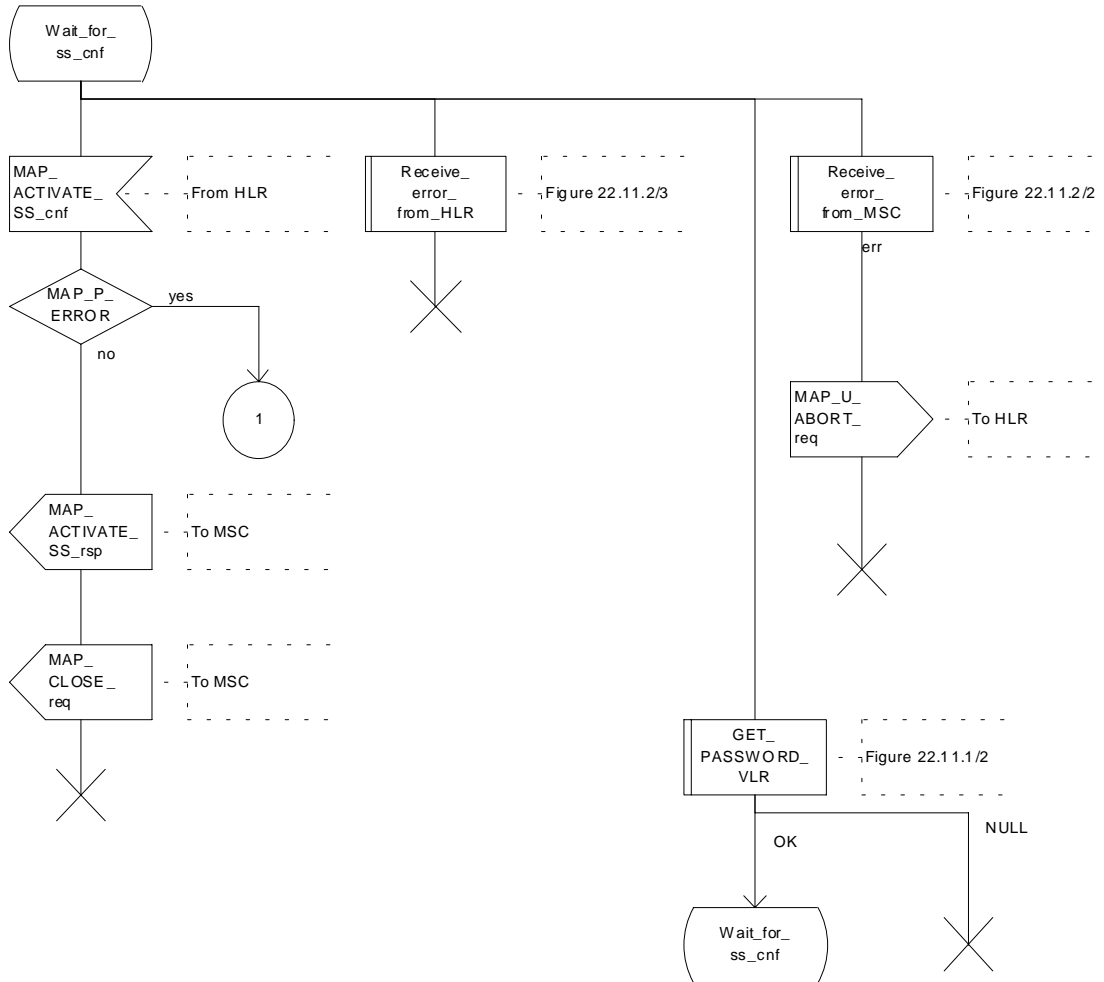 Wait_for_
ss_cnf
MAP_
ACTIVATE_
SS_cnf
From HLR
Receive_
error_
from_HLR
Figure 22.11.2/3
Receive_
error_
from_MSC
Figure 22.11.2/2
err
MAP_P_
ERROR
yes
no
1
MAP_U_
ABORT_
req
To HLR
MAP_
ACTIVATE_
SS_rsp
To MSC
MAP_
CLOSE_
req
To MSC
GET_
PASSWORD_
VLR
Figure 22.11.1/2
OK
NULL
Wait_for_
ss_cnf